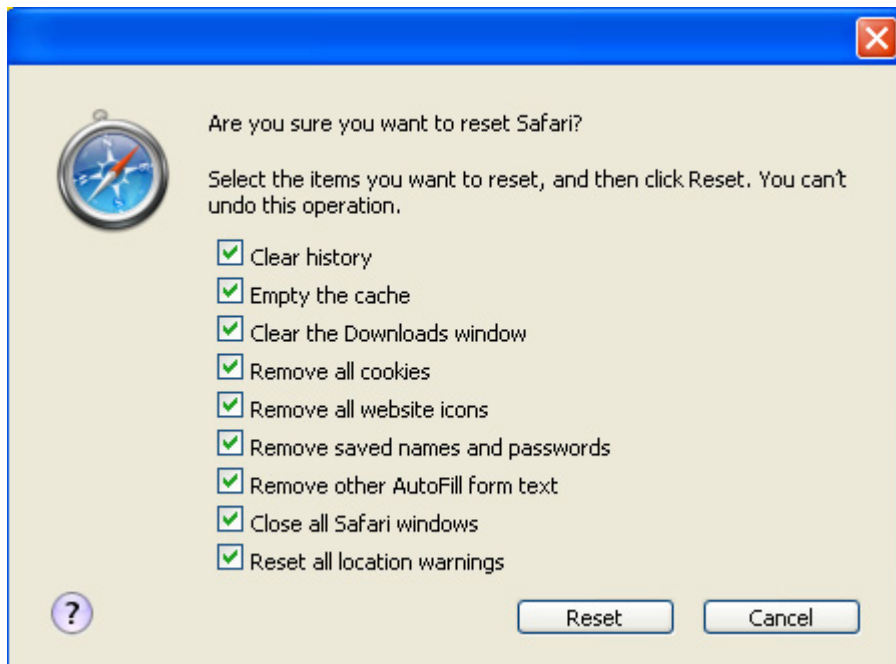 Are you sure you want to reset Safari?
Select the items you want to reset, and then click Reset. You can't
undo this operation.
Clear history
Empty the cache
Clear the Downloads window
Remove all cookies
Remove all website icons
Remove saved names and passwords
Remove other AutoFill form text
Close all Safari windows
Reset all location warnings
? Reset Cancel